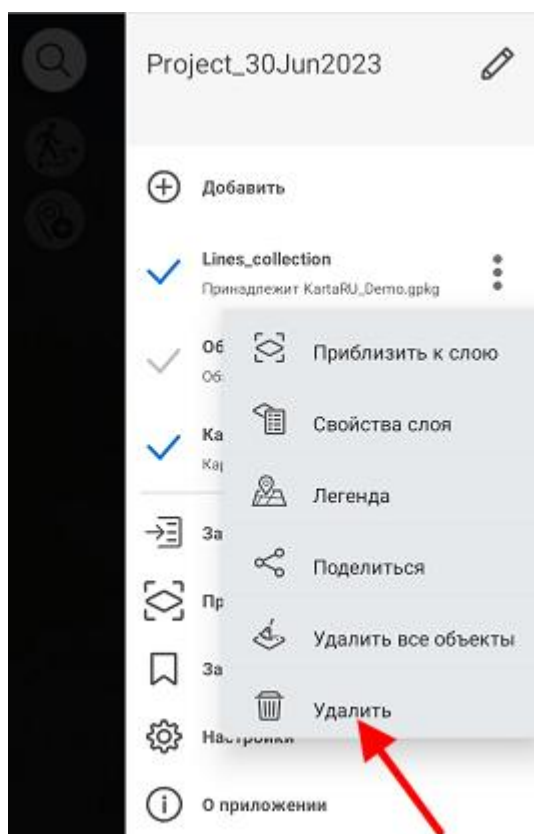 Project_30Jun2023
Добавить
Lines_collection
Принадлежит KartaRU_Demo.gpkg
Приблизить к слою
Свойства слоя
Легенда
Поделиться
Удалить все объекты
Удалить
Настройки
О приложении